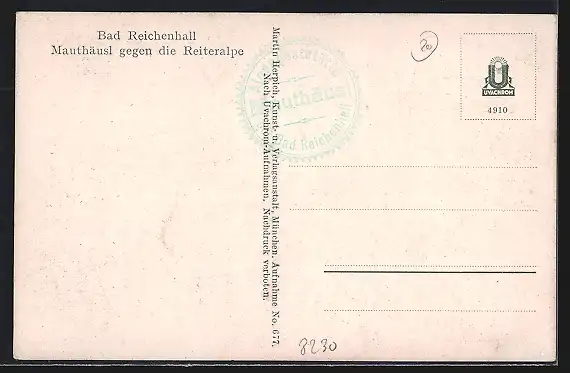 Bad Reichenhall
Mauthäusl gegen die Reiteralpe
Martin Herpich, Kunst- u. Verlagsanstalt, München. Aufnahme No. 677.
Nach Uvachrom-Aufnahmen. Nachdruck verboten.
Mauthäusl
Bad Reichenhall
20
U
UVACHROM
4910
8230